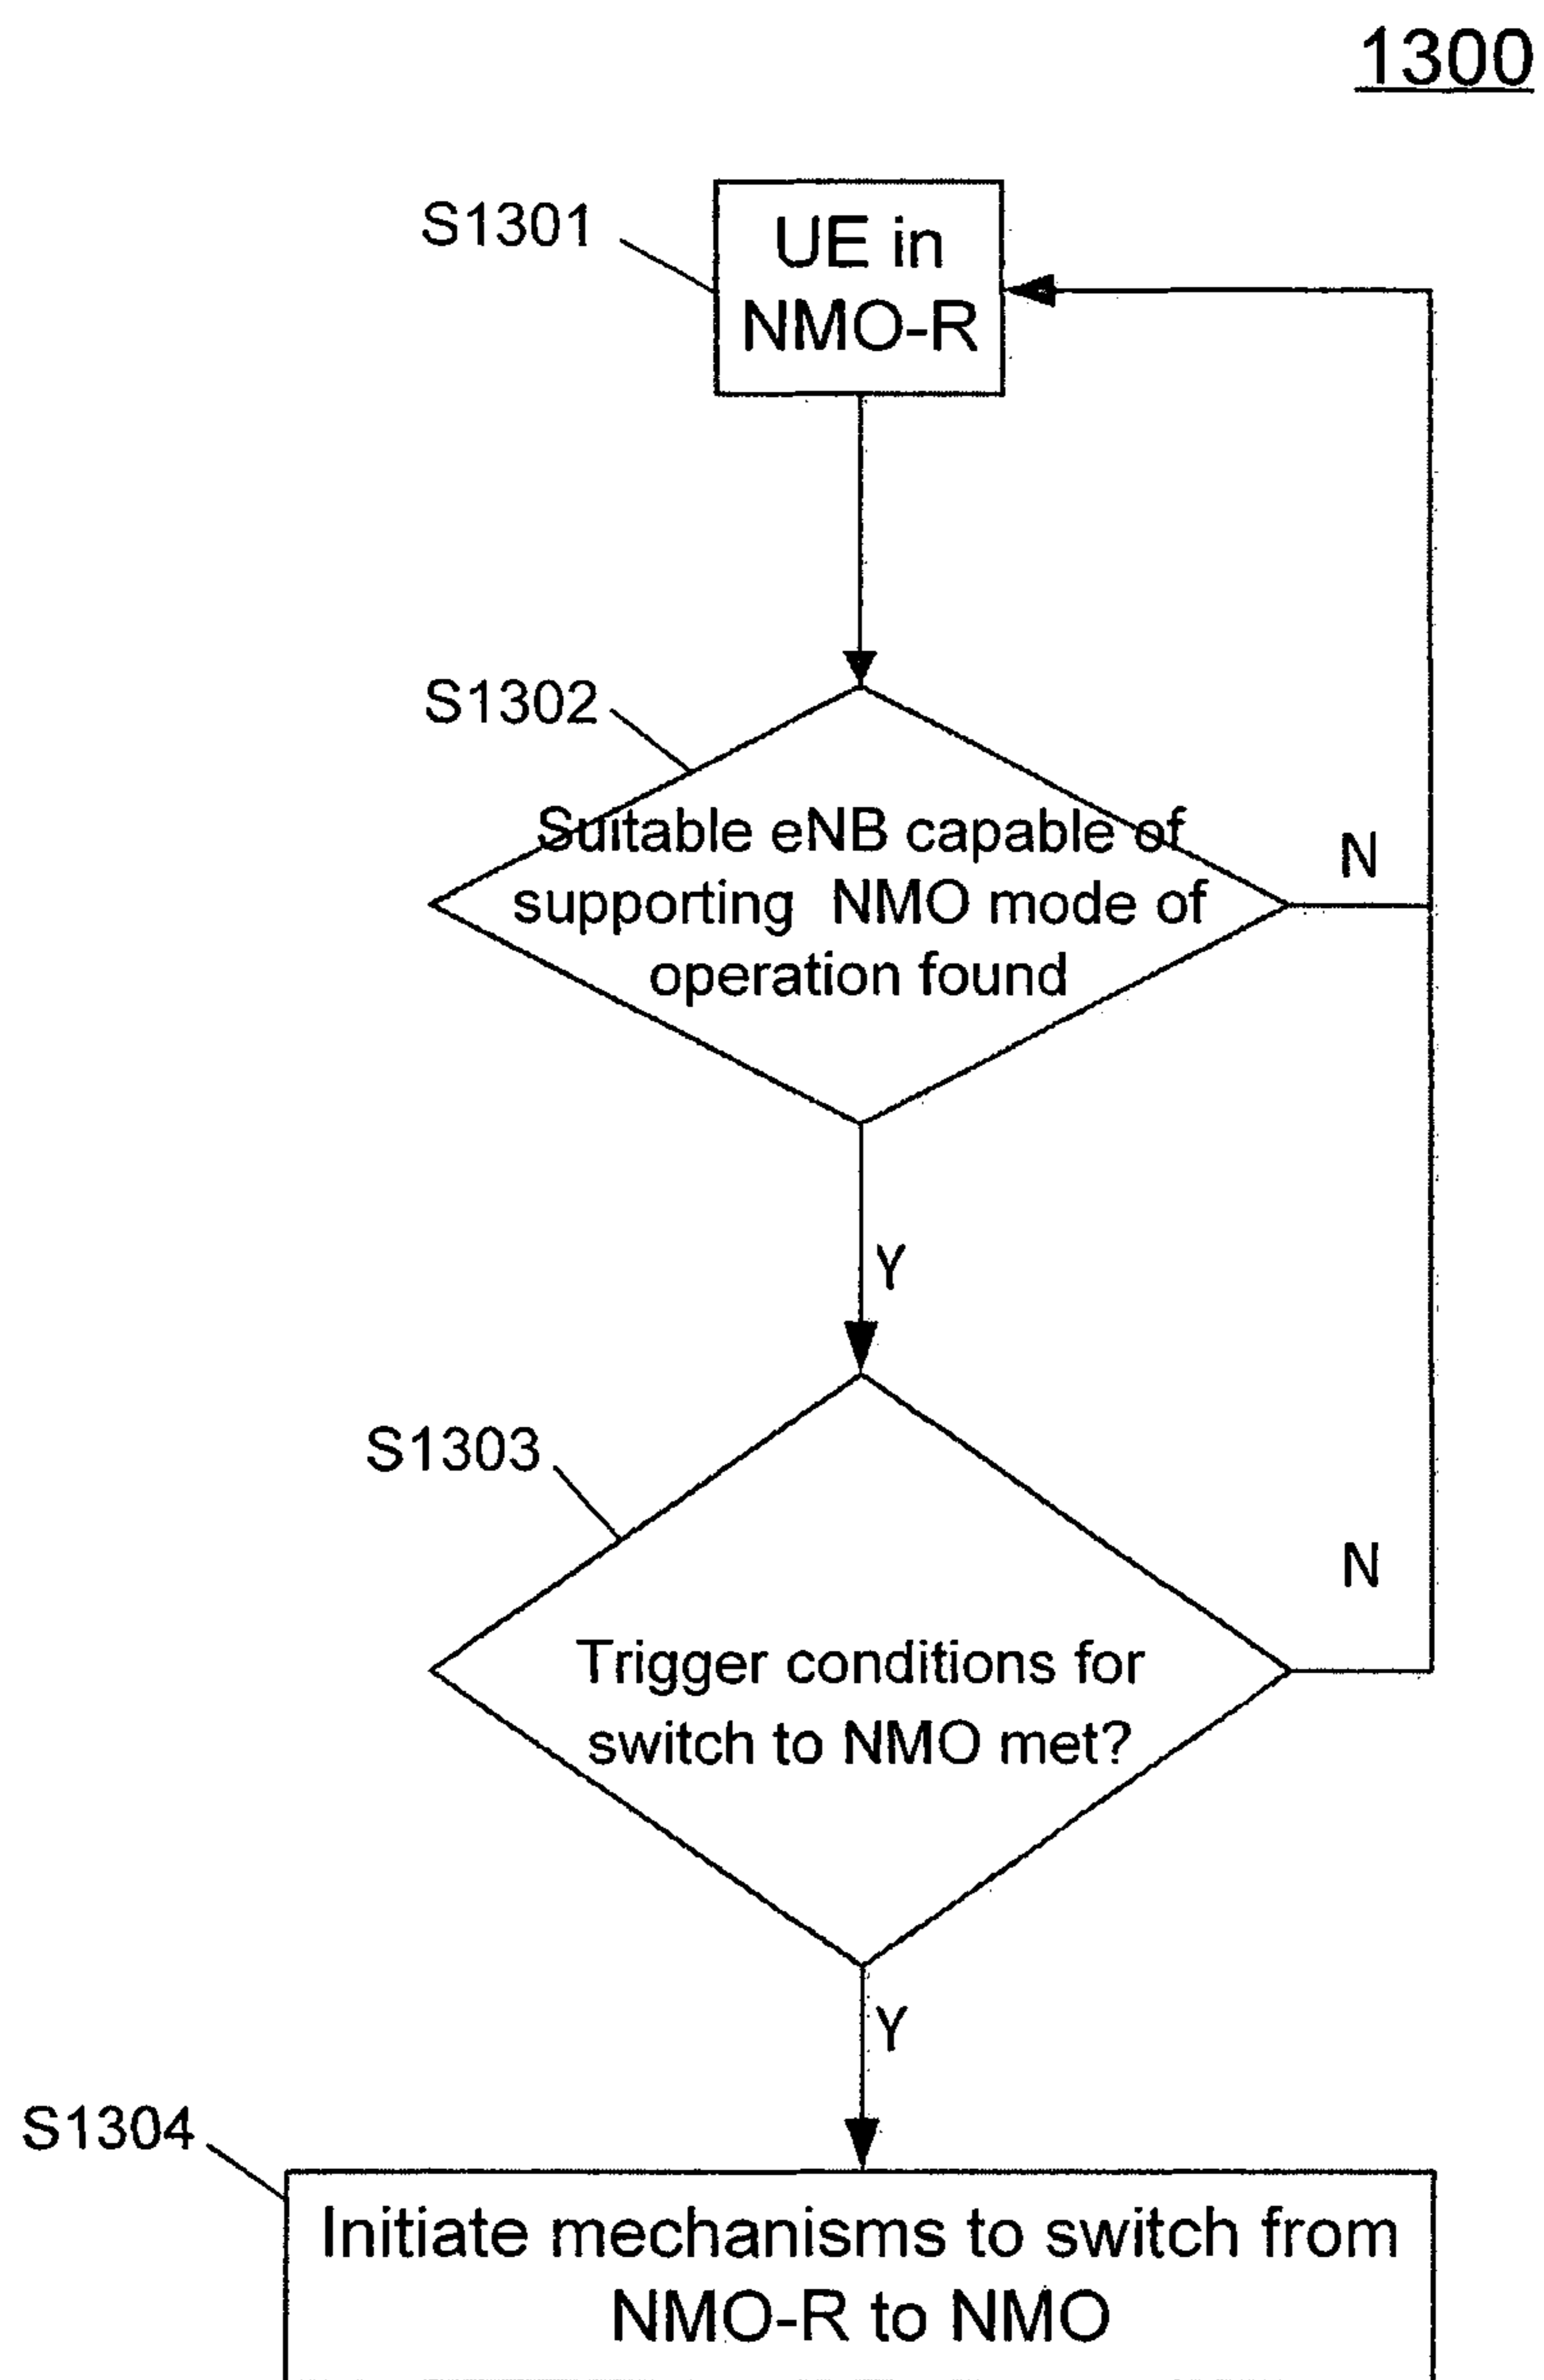 1300
S1301
UE in
NMO-R
S1302
Suitable eNB capable of
supporting NMO mode of
operation found
N
Y
S1303
N
Trigger conditions for
switch to NMO met?
Y
S1304
Initiate mechanisms to switch from
NMO-R to NMO